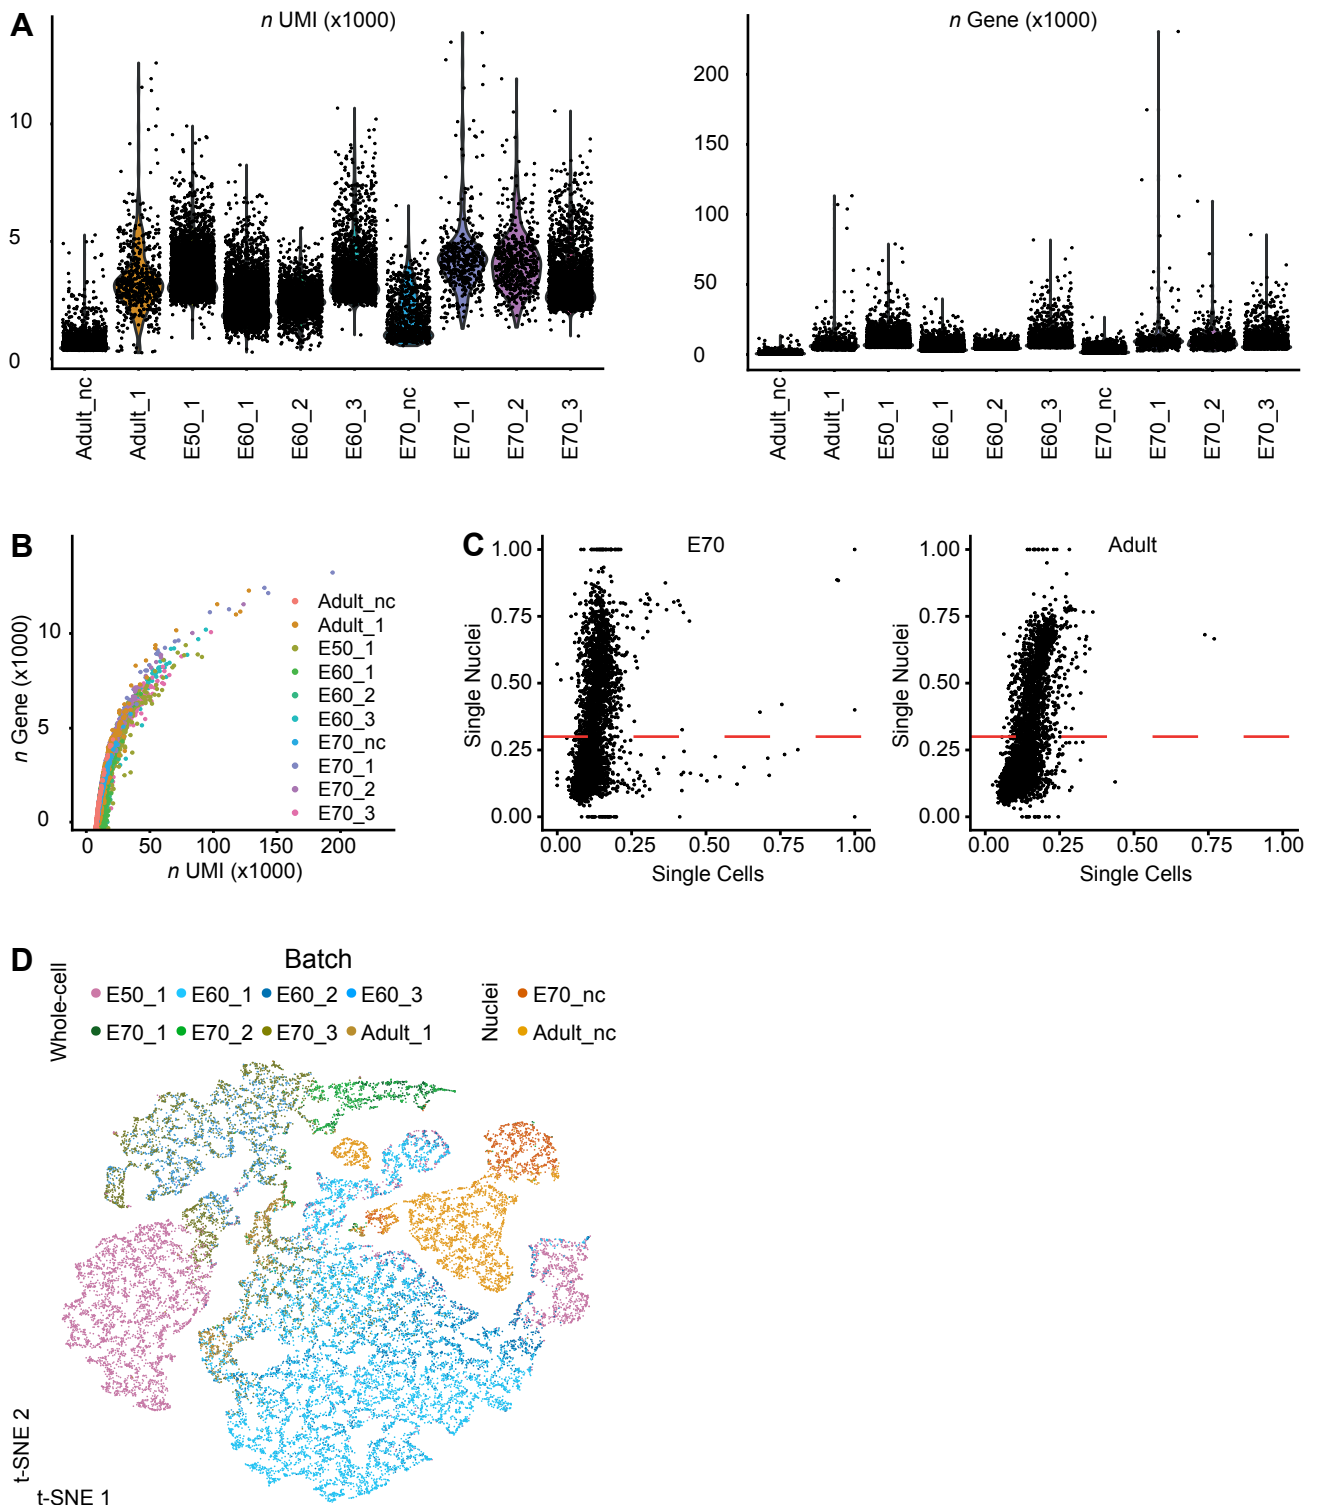 A
n UMI (x1000)
10
5
0
Adult_nc
Adult_1
E50_1
E60_1
E60_2
E60_3
E70_nc
E70_1
E70_2
E70_3
n Gene (x1000)
200
150
100
50
0
Adult_nc
Adult_1
E50_1
E60_1
E60_2
E60_3
E70_nc
E70_1
E70_2
E70_3
B
n Gene (x1000)
10
5
0
0 50 100 150 200
n UMI (x1000)
Adult_nc
Adult_1
E50_1
E60_1
E60_2
E60_3
E70_nc
E70_1
E70_2
E70_3
C
E70
Single Nuclei
1.00
0.75
0.50
0.25
0.00
0.00 0.25 0.50 0.75 1.00
Single Cells
Adult
Single Nuclei
1.00
0.75
0.50
0.25
0.00
0.00 0.25 0.50 0.75 1.00
Single Cells
D
Batch
Whole-cell
E50_1 E60_1 E60_2 E60_3
E70_1 E70_2 E70_3 Adult_1
Nuclei
E70_nc
Adult_nc
t-SNE 2
t-SNE 1